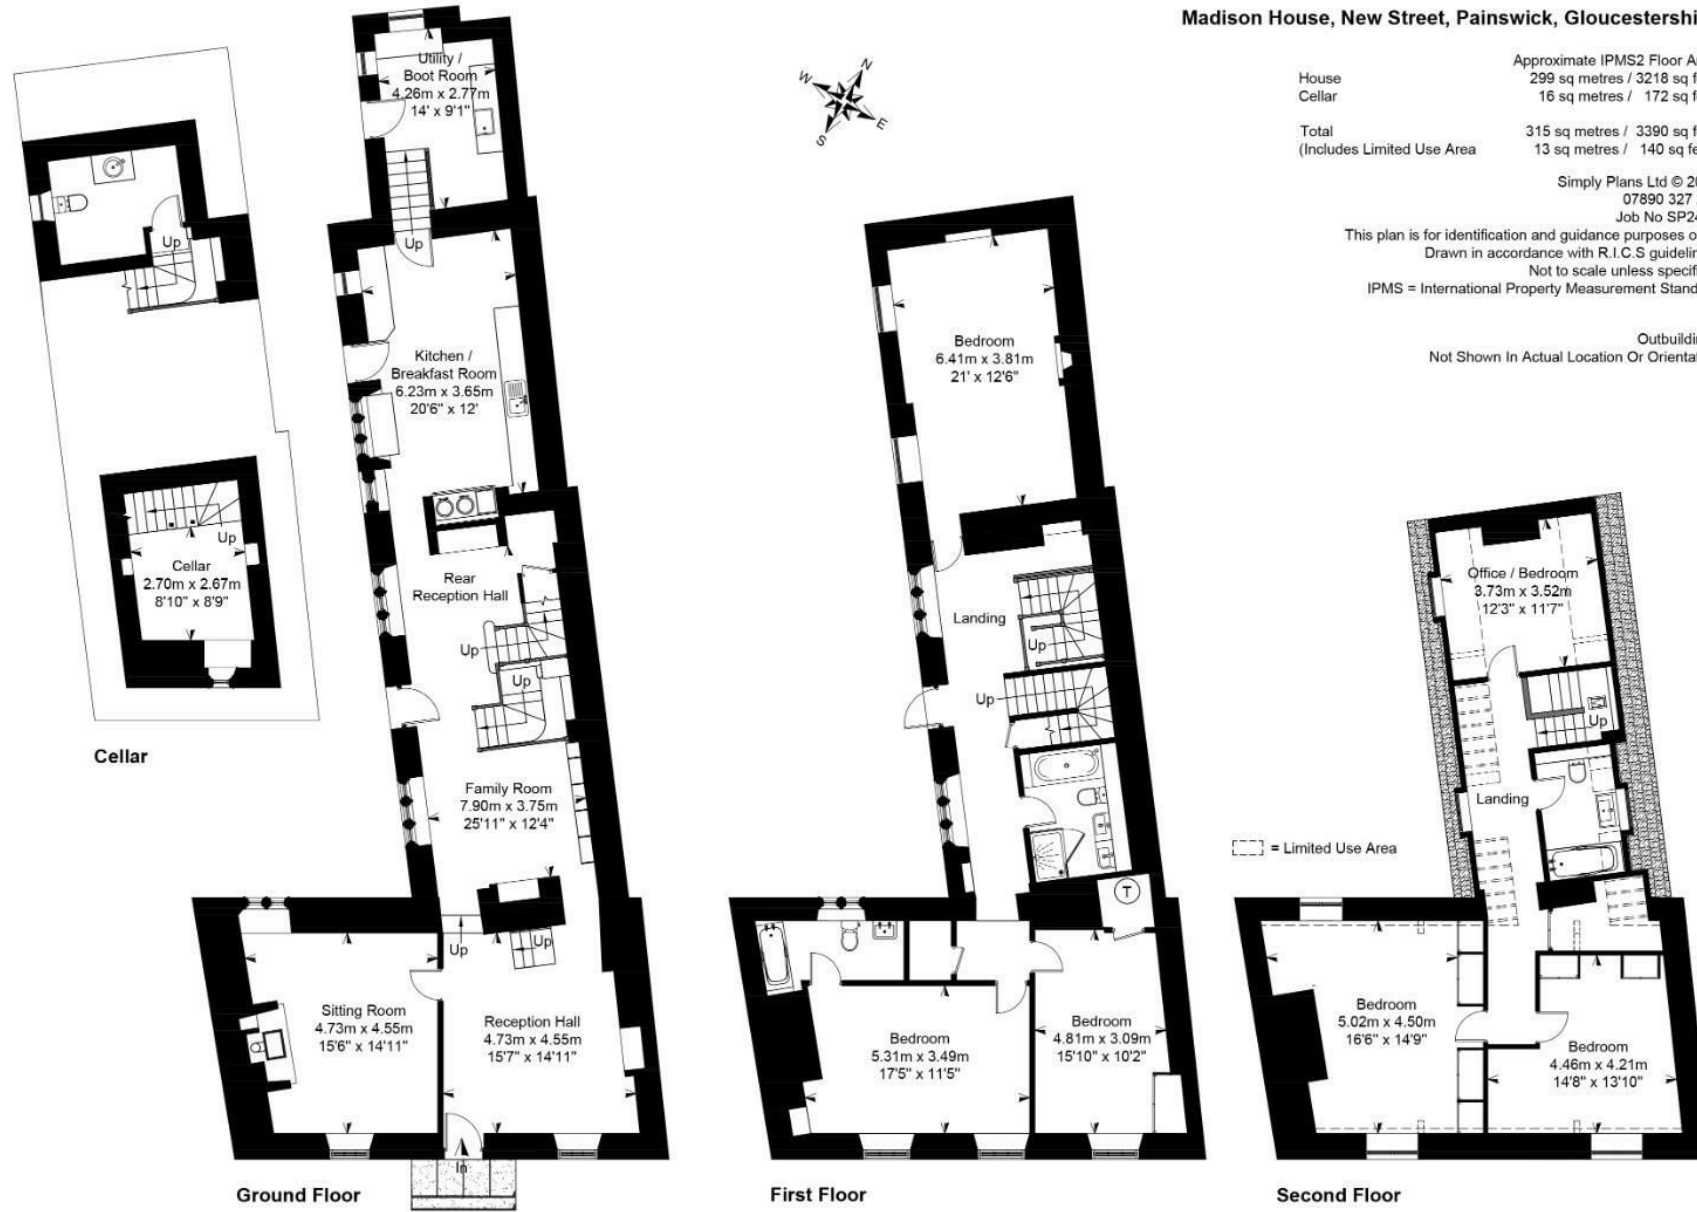 Madison House, New Street, Painswick, Gloucestershi
Approximate IPMS2 Floor A
House 299 sq metres / 3218 sq f
Cellar 16 sq metres / 172 sq f
Total 315 sq metres / 3390 sq f
(Includes Limited Use Area 13 sq metres / 140 sq fe
Simply Plans Ltd © 20
07890 327
Job No SP24
This plan is for identification and guidance purposes o
Drawn in accordance with R.I.C.S guidelin
Not to scale unless specifi
IPMS = International Property Measurement Stand
Outbuildin
Not Shown In Actual Location Or Orientat
N
E
S
W
Up
Cellar
2.70m x 2.67m
8'10" x 8'9"
Up
Cellar
Utility /
Boot Room
4.26m x 2.77m
14' x 9'1"
Up
Kitchen /
Breakfast Room
6.23m x 3.65m
20'6" x 12'
Rear
Reception Hall
Up
Up
Family Room
7.90m x 3.75m
25'11" x 12'4"
Up
Up
Sitting Room
4.73m x 4.55m
15'6" x 14'11"
Reception Hall
4.73m x 4.55m
15'7" x 14'11"
In
Ground Floor
Bedroom
6.41m x 3.81m
21' x 12'6"
Landing
Up
Up
T
Bedroom
5.31m x 3.49m
17'5" x 11'5"
Bedroom
4.81m x 3.09m
15'10" x 10'2"
First Floor
= Limited Use Area
Office / Bedroom
3.73m x 3.52m
12'3" x 11'7"
Up
Landing
Bedroom
5.02m x 4.50m
16'6" x 14'9"
Bedroom
4.46m x 4.21m
14'8" x 13'10"
Second Floor